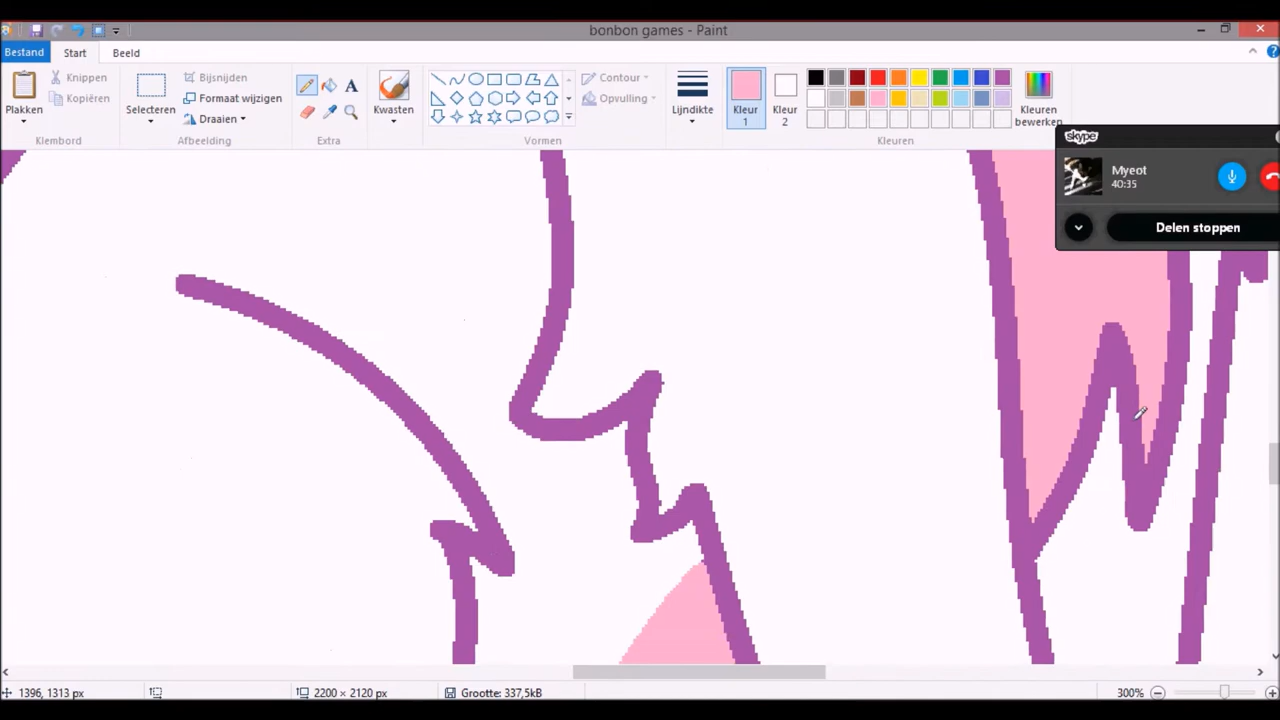 bonbon games - Paint
Bestand Start Beeld
Plakken
Knippen
Kopiëren
Klembord
Selecteren
Bijsnijden
Formaat wijzigen
Draaien
Afbeelding
Extra
Kwasten
Contour
Opvulling
Vormen
Lijndikte
Kleur 1
Kleur 2
Kleuren
Kleuren bewerken
skype
Myeot
40:35
Delen stoppen
1396, 1313 px
2200 × 2120 px
Grootte: 337,5kB
300%